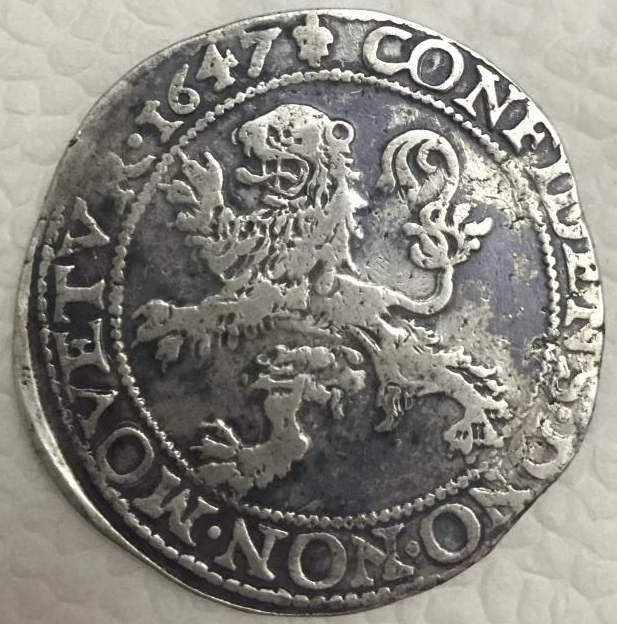 CONFIDENS · DNO · NON · MOVETVR · 1647